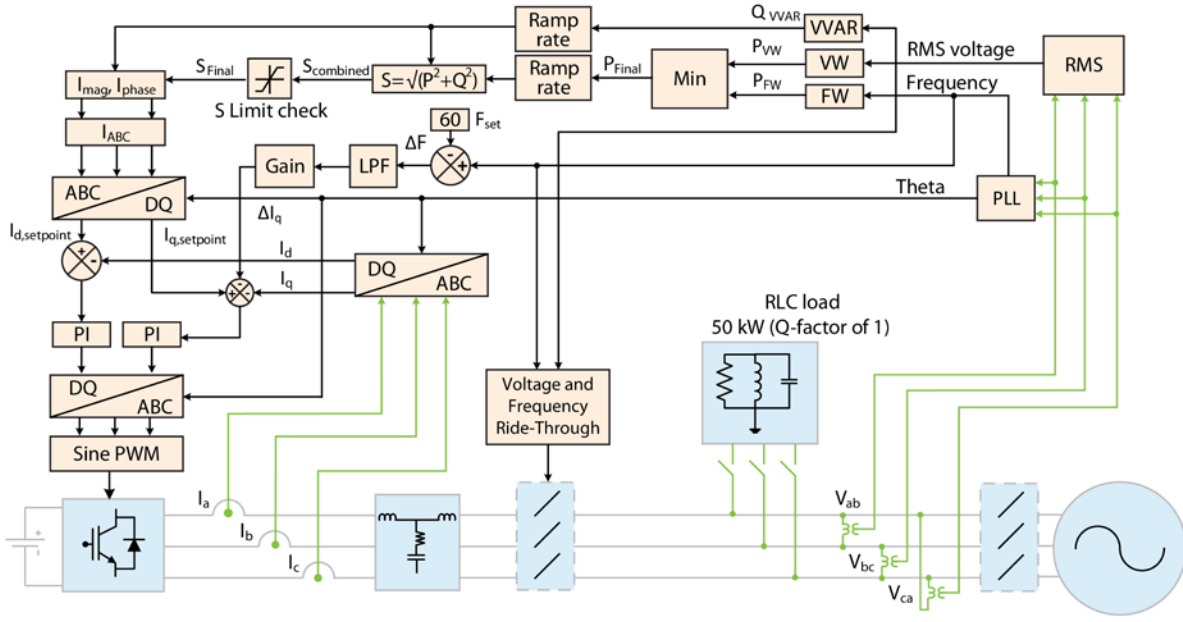 Q VVAR
Ramp
rate
VVAR
RMS voltage
RMS
P VW
VW
S Final
S combined
Ramp
rate
P Final
Min
P FW
FW
Frequency
I mag, I phase
S=√(P²+Q²)
S Limit check
60
F set
I ABC
ΔF
Gain
LPF
-
+
ABC
DQ
Theta
PLL
ΔI q
I d,setpoint
I q,setpoint
+
-
I d
DQ
ABC
I q
+
-
-
RLC load
50 kW (Q-factor of 1)
PI
PI
DQ
ABC
Voltage and
Frequency
Ride-Through
Sine PWM
I a
V ab
+
-
I b
I c
V bc
V ca